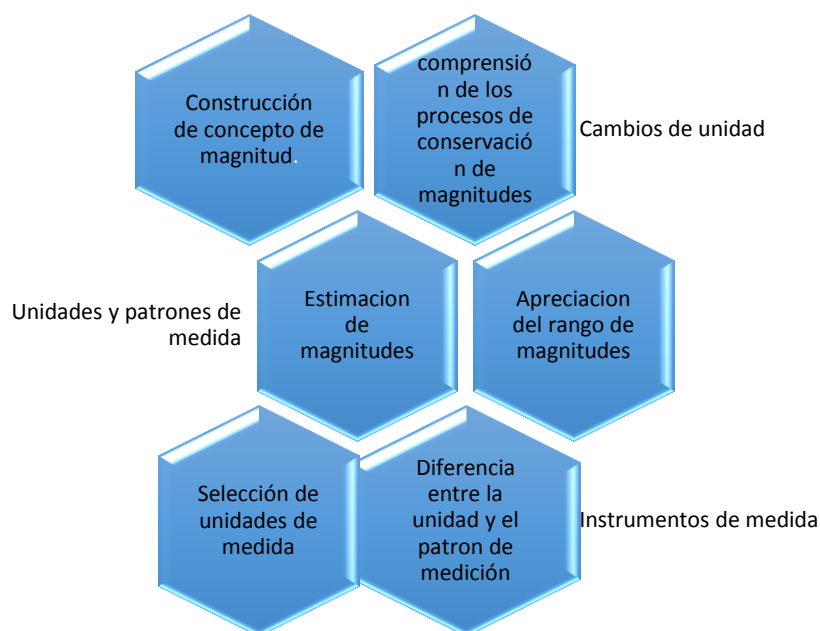 Construcción
de concepto de
magnitud.
comprensió
n de los
procesos de
conservació
n de
magnitudes
Cambios de unidad
Unidades y patrones de
medida
Estimacion
de
magnitudes
Apreciacion
del rango de
magnitudes
Selección de
unidades de
medida
Diferencia
entre la
unidad y el
patron de
medición
Instrumentos de medida